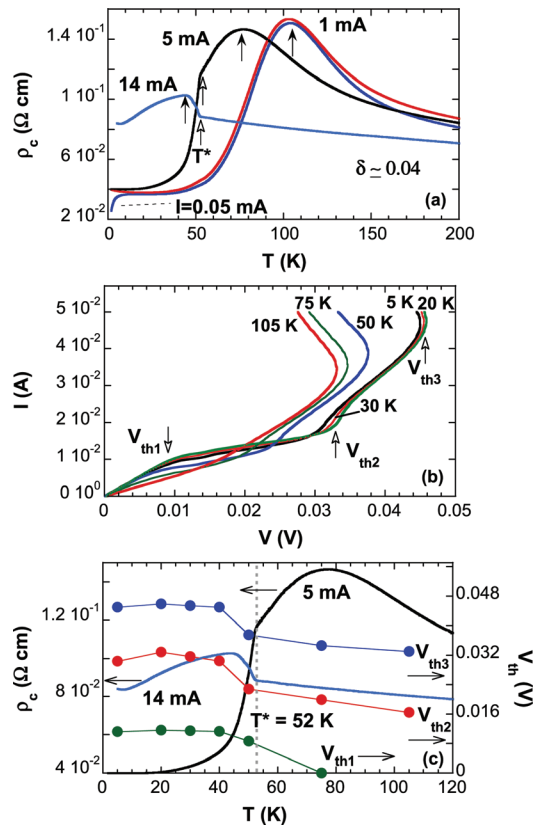 1.4 10⁻¹
1 10⁻¹
6 10⁻²
2 10⁻²
ρc (Ω cm)
5 mA
1 mA
14 mA
T*
δ ≃ 0.04
I=0.05 mA
(a)
0 50 100 150 200
T (K)
5 10⁻²
4 10⁻²
3 10⁻²
2 10⁻²
1 10⁻²
0 10⁰
I (A)
75 K
5 K 20 K
105 K
50 K
Vth3
30 K
Vth1
Vth2
(b)
0.01 0.02 0.03 0.04 0.05
V (V)
1.2 10⁻¹
8 10⁻²
4 10⁻²
ρc (Ω cm)
5 mA
0.048
0.032
0.016
0
Vth (V)
Vth3
14 mA
T* = 52 K
Vth2
Vth1
(c)
0 20 40 60 80 100 120
T (K)